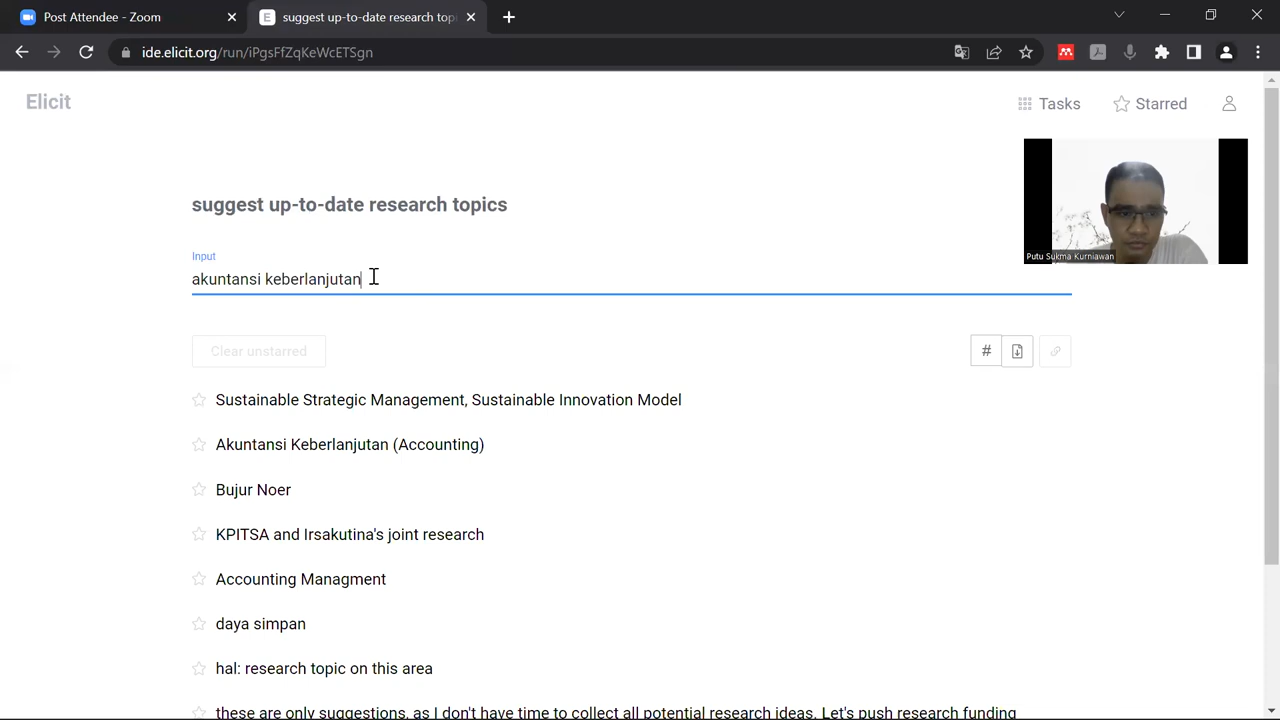 Post Attendee - Zoom
suggest up-to-date research topi
ide.elicit.org/run/iPgsFfZqKeWcETSgn
Elicit
Tasks
Starred
suggest up-to-date research topics
Input
akuntansi keberlanjutan
Putu Sukma Kurniawan
Clear unstarred
#
Sustainable Strategic Management, Sustainable Innovation Model
Akuntansi Keberlanjutan (Accounting)
Bujur Noer
KPITSA and Irsakutina's joint research
Accounting Managment
daya simpan
hal: research topic on this area
these are only suggestions, as I don't have time to collect all potential research ideas. Let's push research funding